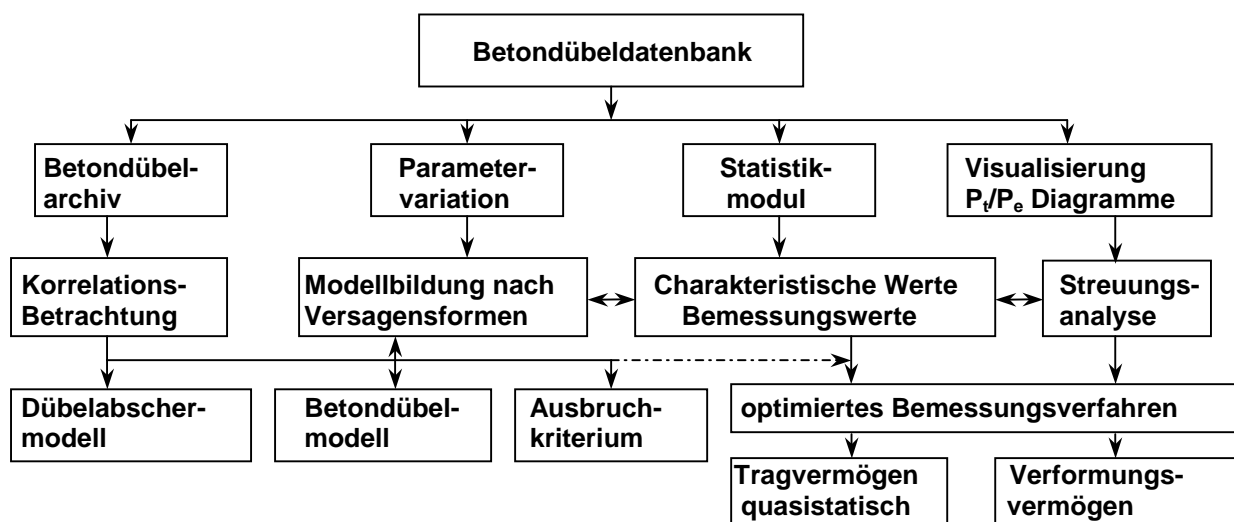 Betondübeldatenbank
Betondübel-
archiv
Parameter-
variation
Statistik-
modul
Visualisierung
Pt/Pe Diagramme
Korrelations-
Betrachtung
Modellbildung nach
Versagensformen
Charakteristische Werte
Bemessungswerte
Streuungs-
analyse
Dübelabscher-
modell
Betondübel-
modell
Ausbruch-
kriterium
optimiertes Bemessungsverfahren
Tragvermögen
quasistatisch
Verformungs-
vermögen